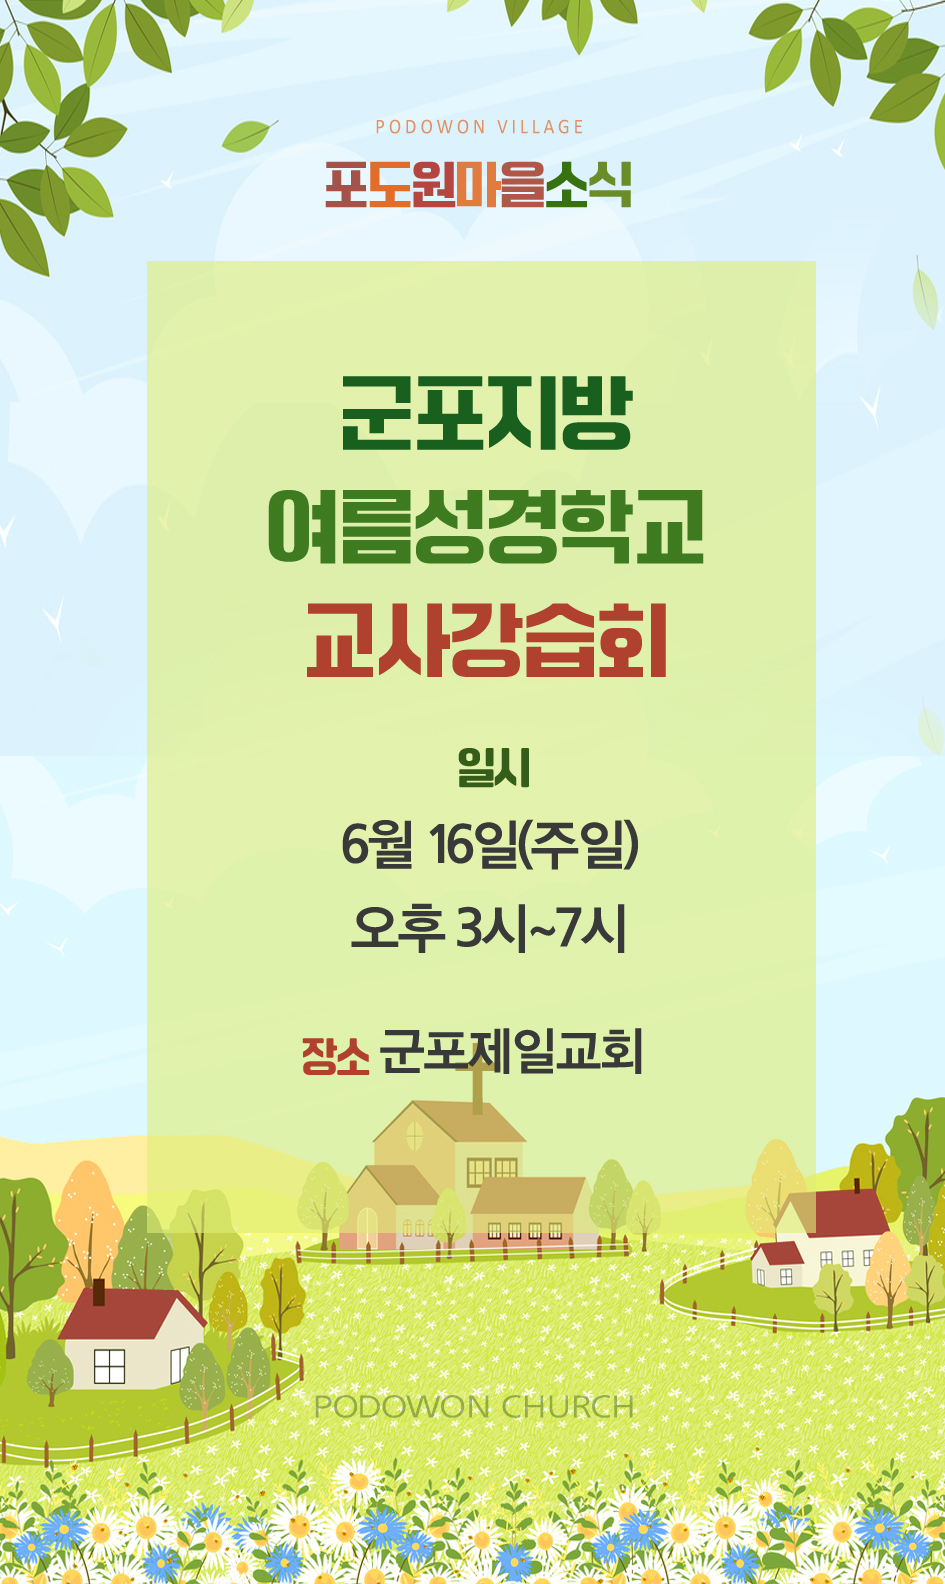 PODOWON VILLAGE
포도원마을소식
군포지방
여름성경학교
교사강습회
일시
6월 16일(주일)
오후 3시~7시
장소 군포제일교회
PODOWON CHURCH